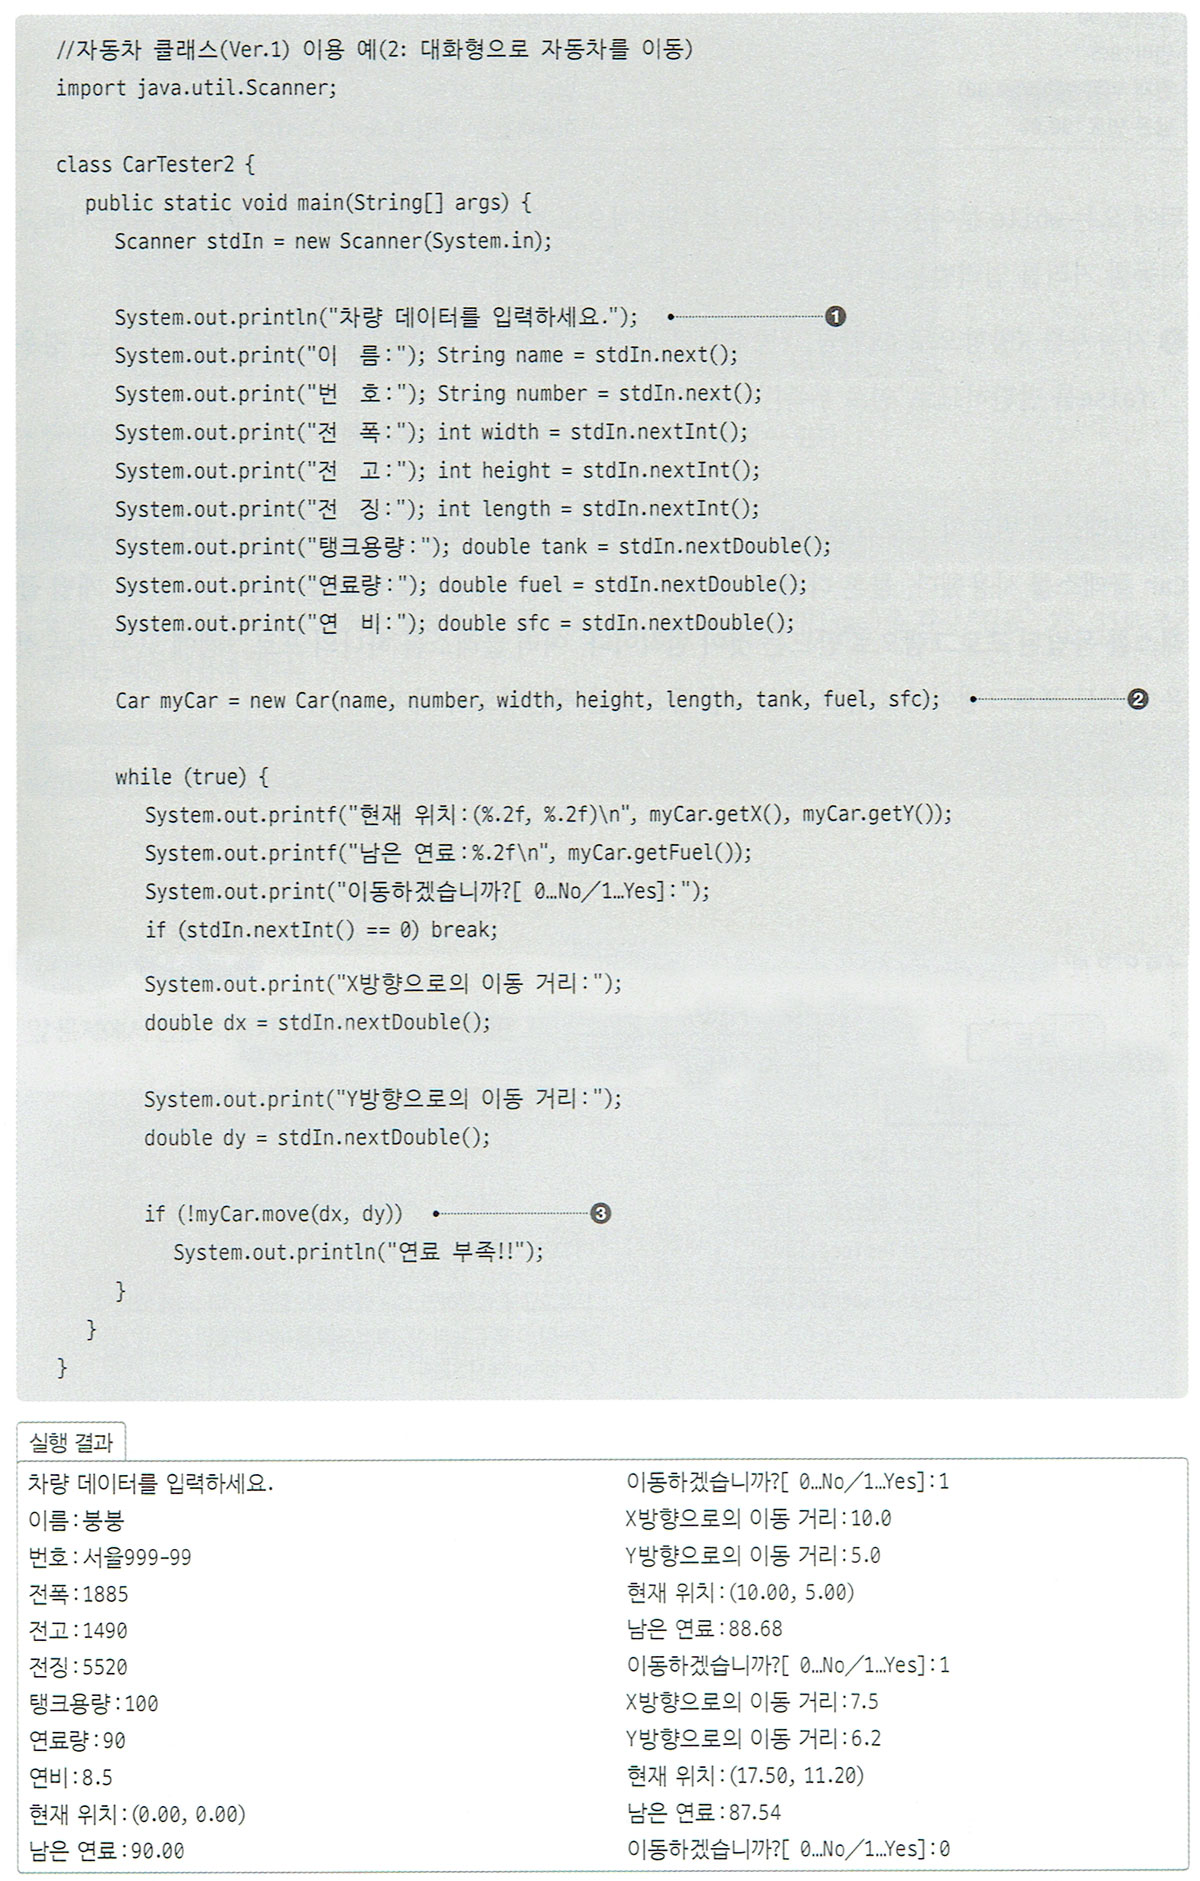 //자동차 클래스(Ver.1) 이용 예(2: 대화형으로 자동차를 이동)
import java.util.Scanner;
class CarTester2 {
public static void main(String[] args) {
Scanner stdIn = new Scanner(System.in);
System.out.println("차량 데이터를 입력하세요."); ❶
System.out.print("이 름:"); String name = stdIn.next();
System.out.print("번 호:"); String number = stdIn.next();
System.out.print("전 폭:"); int width = stdIn.nextInt();
System.out.print("전 고:"); int height = stdIn.nextInt();
System.out.print("전 징:"); int length = stdIn.nextInt();
System.out.print("탱크용량:"); double tank = stdIn.nextDouble();
System.out.print("연료량:"); double fuel = stdIn.nextDouble();
System.out.print("연 비:"); double sfc = stdIn.nextDouble();
Car myCar = new Car(name, number, width, height, length, tank, fuel, sfc); ❷
while (true) {
System.out.printf("현재 위치:(%.2f, %.2f)\n", myCar.getX(), myCar.getY());
System.out.printf("남은 연료:%.2f\n", myCar.getFuel());
System.out.print("이동하겠습니까?[ 0…No/1…Yes]:");
if (stdIn.nextInt() == 0) break;
System.out.print("X방향으로의 이동 거리:");
double dx = stdIn.nextDouble();
System.out.print("Y방향으로의 이동 거리:");
double dy = stdIn.nextDouble();
if (!myCar.move(dx, dy)) ❸
System.out.println("연료 부족!!");
}
}
}
실행 결과
차량 데이터를 입력하세요.
이름:붕붕
번호:서울999-99
전폭:1885
전고:1490
전징:5520
탱크용량:100
연료량:90
연비:8.5
현재 위치:(0.00, 0.00)
남은 연료:90.00
이동하겠습니까?[ 0…No/1…Yes]:1
X방향으로의 이동 거리:10.0
Y방향으로의 이동 거리:5.0
현재 위치:(10.00, 5.00)
남은 연료:88.68
이동하겠습니까?[ 0…No/1…Yes]:1
X방향으로의 이동 거리:7.5
Y방향으로의 이동 거리:6.2
현재 위치:(17.50, 11.20)
남은 연료:87.54
이동하겠습니까?[ 0…No/1…Yes]:0